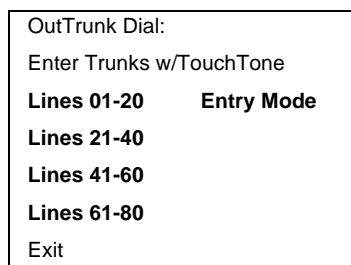 OutTrunk Dial:
Enter Trunks w/TouchTone
Lines 01-20 Entry Mode
Lines 21-40
Lines 41-60
Lines 61-80
Exit